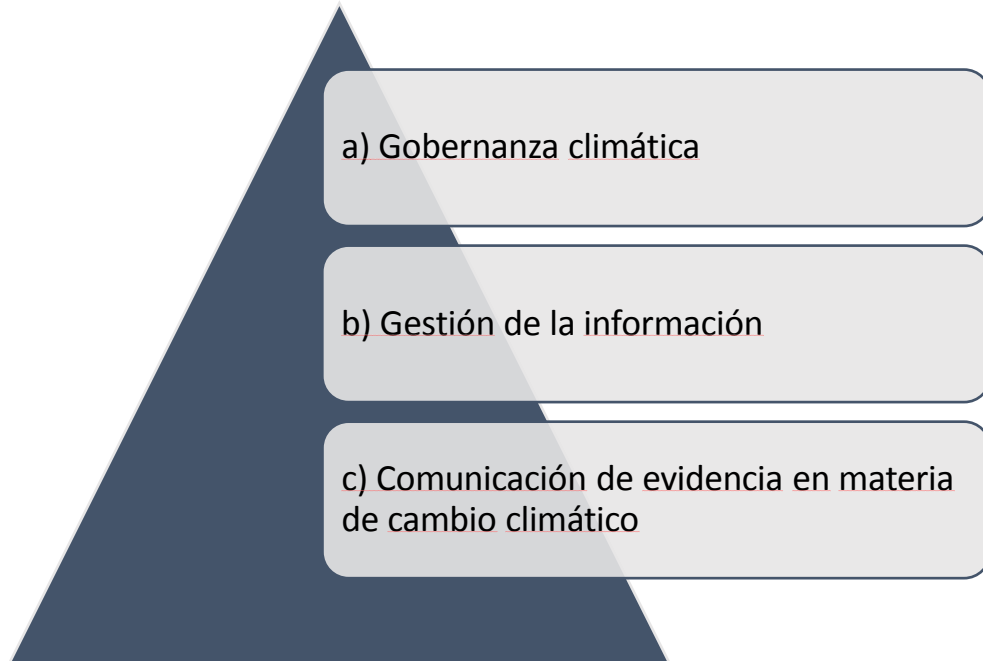 a) Gobernanza climática
b) Gestión de la información
c) Comunicación de evidencia en materia
de cambio climático